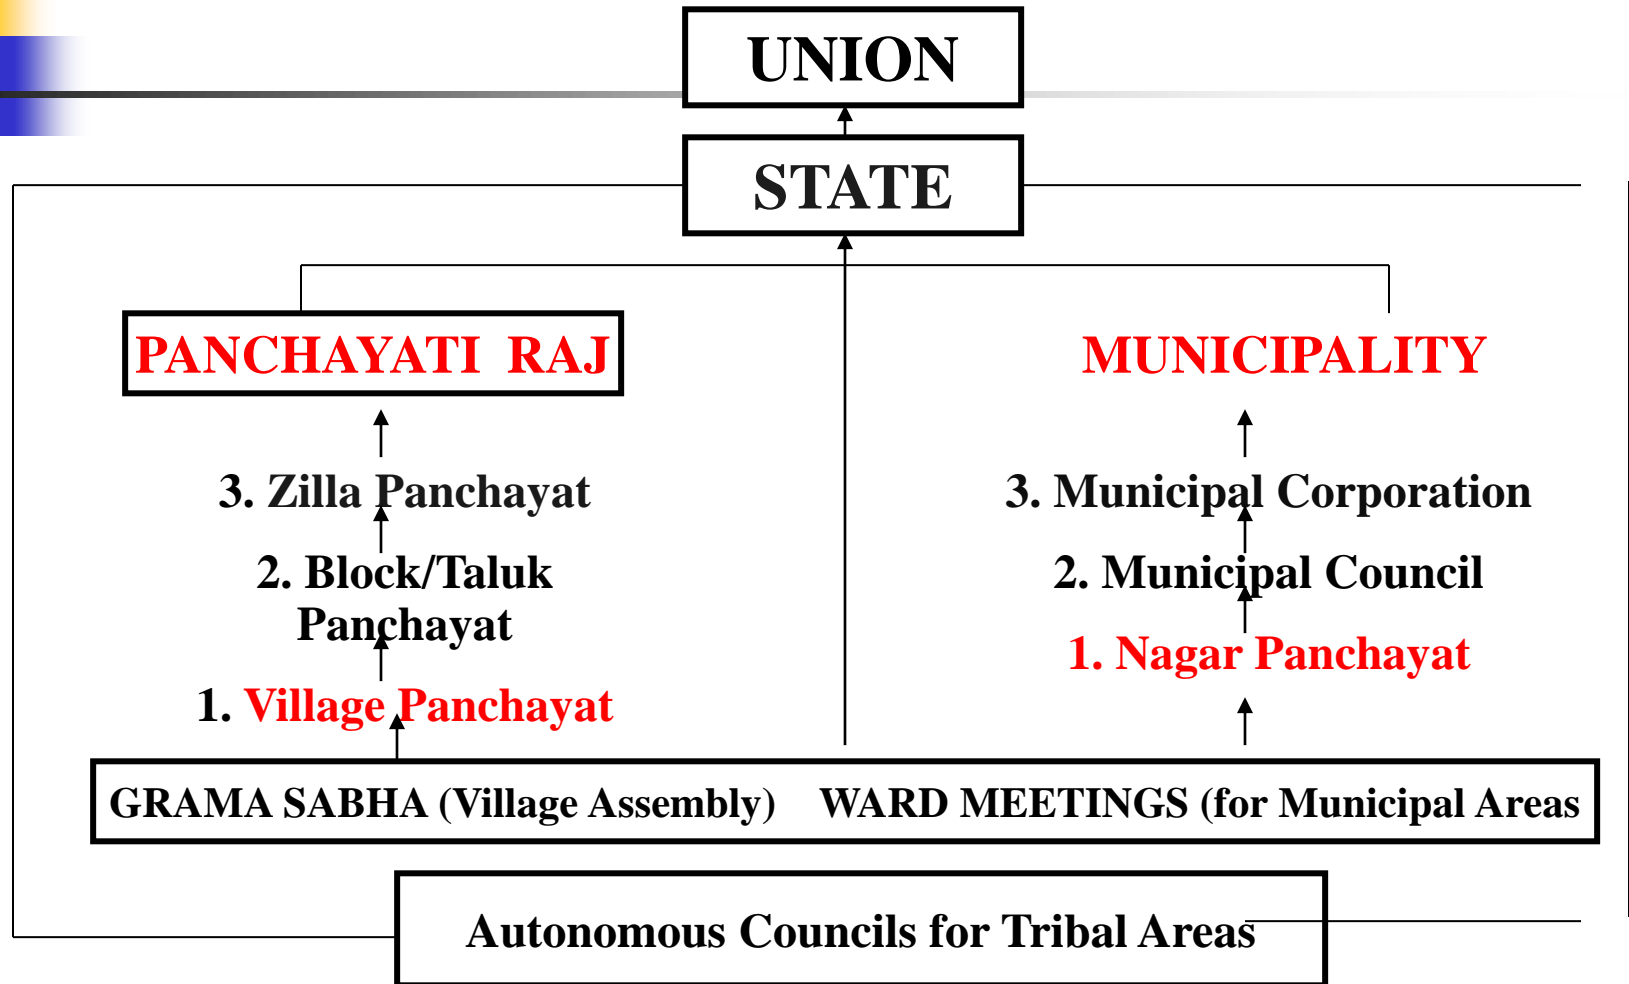 UNION
STATE
PANCHAYATI RAJ
3. Zilla Panchayat
2. Block/Taluk
Panchayat
1. Village Panchayat
MUNICIPALITY
3. Municipal Corporation
2. Municipal Council
1. Nagar Panchayat
GRAMA SABHA (Village Assembly) WARD MEETINGS (for Municipal Areas
Autonomous Councils for Tribal Areas